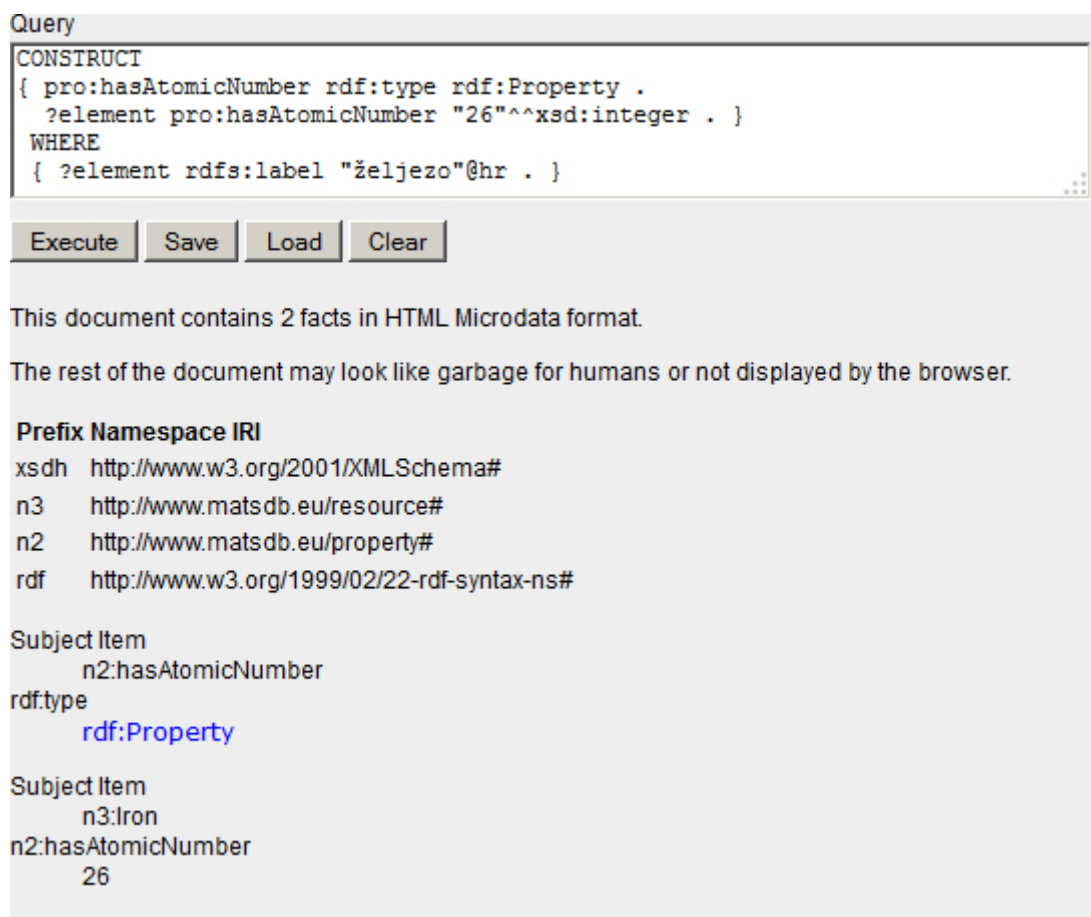 Query
CONSTRUCT
{ pro:hasAtomicNumber rdf:type rdf:Property .
?element pro:hasAtomicNumber "26"^^xsd:integer . }
WHERE
{ ?element rdfs:label "željezo"@hr . }
Execute Save Load Clear
This document contains 2 facts in HTML Microdata format.
The rest of the document may look like garbage for humans or not displayed by the browser.
Prefix Namespace IRI
xsdh http://www.w3.org/2001/XMLSchema#
n3 http://www.matsdb.eu/resource#
n2 http://www.matsdb.eu/property#
rdf http://www.w3.org/1999/02/22-rdf-syntax-ns#
Subject Item
n2:hasAtomicNumber
rdf:type
rdf:Property
Subject Item
n3:Iron
n2:hasAtomicNumber
26